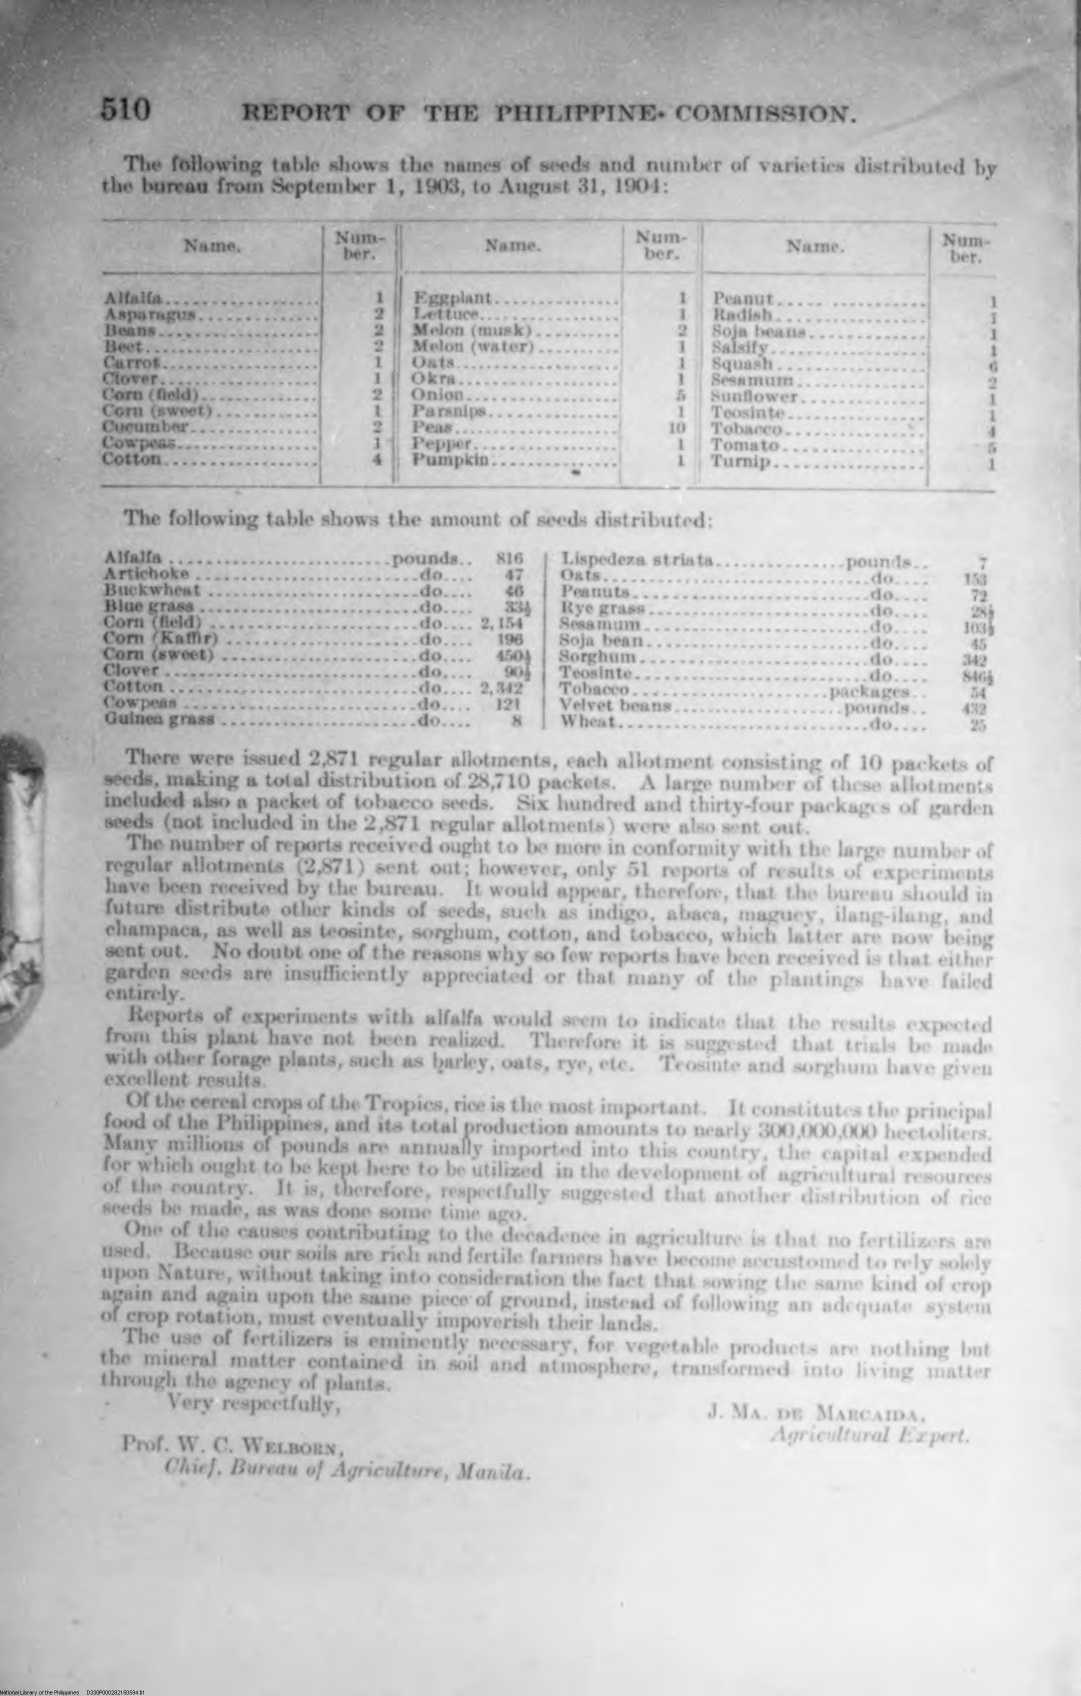 510 REPORT OF THE PHILIPPINE COMMISSION.
The following table shows the names of seeds and number of varieties distributed by
the bureau from September 1, 1903, to August 31, 1904:
Name. Num-ber. Name. Num-ber. Name. Num-ber.
Alfalfa 1 Eggplant 1 Peanut 1
Asparagus 2 Lettuce 1 Radish 1
Beans 2 Melon (musk) 2 Soja beans 1
Beet 2 Melon (water) 1 Salsify 1
Carrot 1 Oats 1 Squash 6
Clover 1 Okra 1 Sesamum 2
Corn (field) 2 Onion 5 Sunflower 1
Corn (sweet) 1 Parsnips 1 Teosinte 1
Cucumber 2 Peas 10 Tobacco 4
Cowpeas 1 Pepper 1 Tomato 5
Cotton 4 Pumpkin 1 Turnip 1
The following table shows the amount of seeds distributed:
Alfalfa pounds 816 Lispedeza striata pounds 7
Artichoke do 47 Oats do 153
Buckwheat do 46 Peanuts do 72
Blue grass do 33½ Rye grass do 28½
Corn (field) do 2,154 Sesamum do 103½
Corn (Kaffir) do 196 Soja bean do 45
Corn (sweet) do 450½ Sorghum do 342
Clover do 90½ Teosinte do 846½
Cotton do 2,342 Tobacco packages 54
Cowpeas do 121 Velvet beans pounds 432
Guinea grass do 8 Wheat do 25
There were issued 2,871 regular allotments, each allotment consisting of 10 packets of
seeds, making a total distribution of 28,710 packets. A large number of these allotments
included also a packet of tobacco seeds. Six hundred and thirty-four packages of garden
seeds (not included in the 2,871 regular allotments) were also sent out.
The number of reports received ought to be more in conformity with the large number of
regular allotments (2,871) sent out; however, only 51 reports of results of experiments
have been received by the bureau. It would appear, therefore, that the bureau should in
future distribute other kinds of seeds, such as indigo, abaca, maguey, ilang-ilang, and
champaca, as well as teosinte, sorghum, cotton, and tobacco, which latter are now being
sent out. No doubt one of the reasons why so few reports have been received is that either
garden seeds are insufficiently appreciated or that many of the plantings have failed
entirely.
Reports of experiments with alfalfa would seem to indicate that the results expected
from this plant have not been realized. Therefore it is suggested that trials be made
with other forage plants, such as barley, oats, rye, etc. Teosinte and sorghum have given
excellent results.
Of the cereal crops of the Tropics, rice is the most important. It constitutes the principal
food of the Philippines, and its total production amounts to nearly 300,000,000 hectoliters.
Many millions of pounds are annually imported into this country, the capital expended
for which ought to be kept here to be utilized in the development of agricultural resources
of the country. It is, therefore, respectfully suggested that another distribution of rice
seeds be made, as was done some time ago.
One of the causes contributing to the decadence in agriculture is that no fertilizers are
used. Because our soils are rich and fertile farmers have become accustomed to rely solely
upon Nature, without taking into consideration the fact that sowing the same kind of crop
again and again upon the same piece of ground, instead of following an adequate system
of crop rotation, must eventually impoverish their lands.
The use of fertilizers is eminently necessary, for vegetable products are nothing but
the mineral matter contained in soil and atmosphere, transformed into living matter
through the agency of plants.
Very respectfully,
J. MA. DE MARCAIDA,
Agricultural Expert.
Prof. W. C. WELBORN,
Chief, Bureau of Agriculture, Manila.
National Library of the Philippines